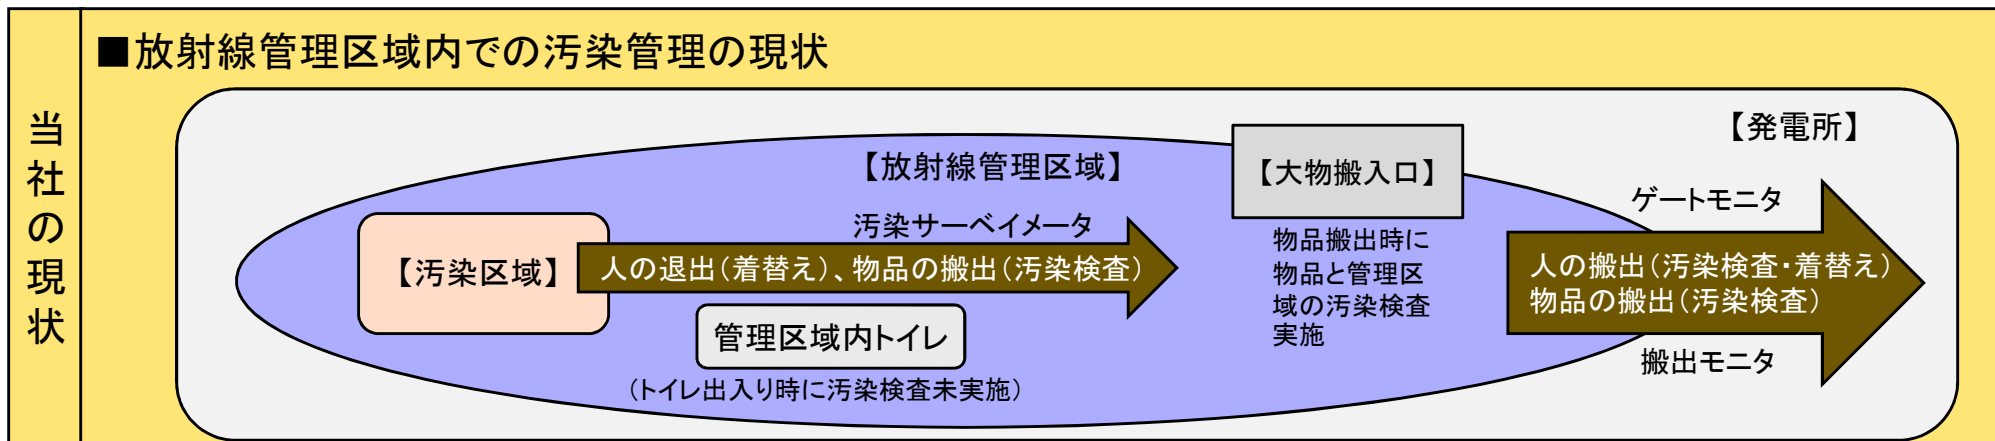 当社の現状
■放射線管理区域内での汚染管理の現状
【発電所】
【放射線管理区域】
【大物搬入口】
ゲートモニタ
汚染サーベイメータ
【汚染区域】
人の退出(着替え)、物品の搬出(汚染検査)
物品搬出時に
物品と管理区
域の汚染検査
実施
人の搬出(汚染検査・着替え)
物品の搬出(汚染検査)
管理区域内トイレ
(トイレ出入り時に汚染検査未実施)
搬出モニタ